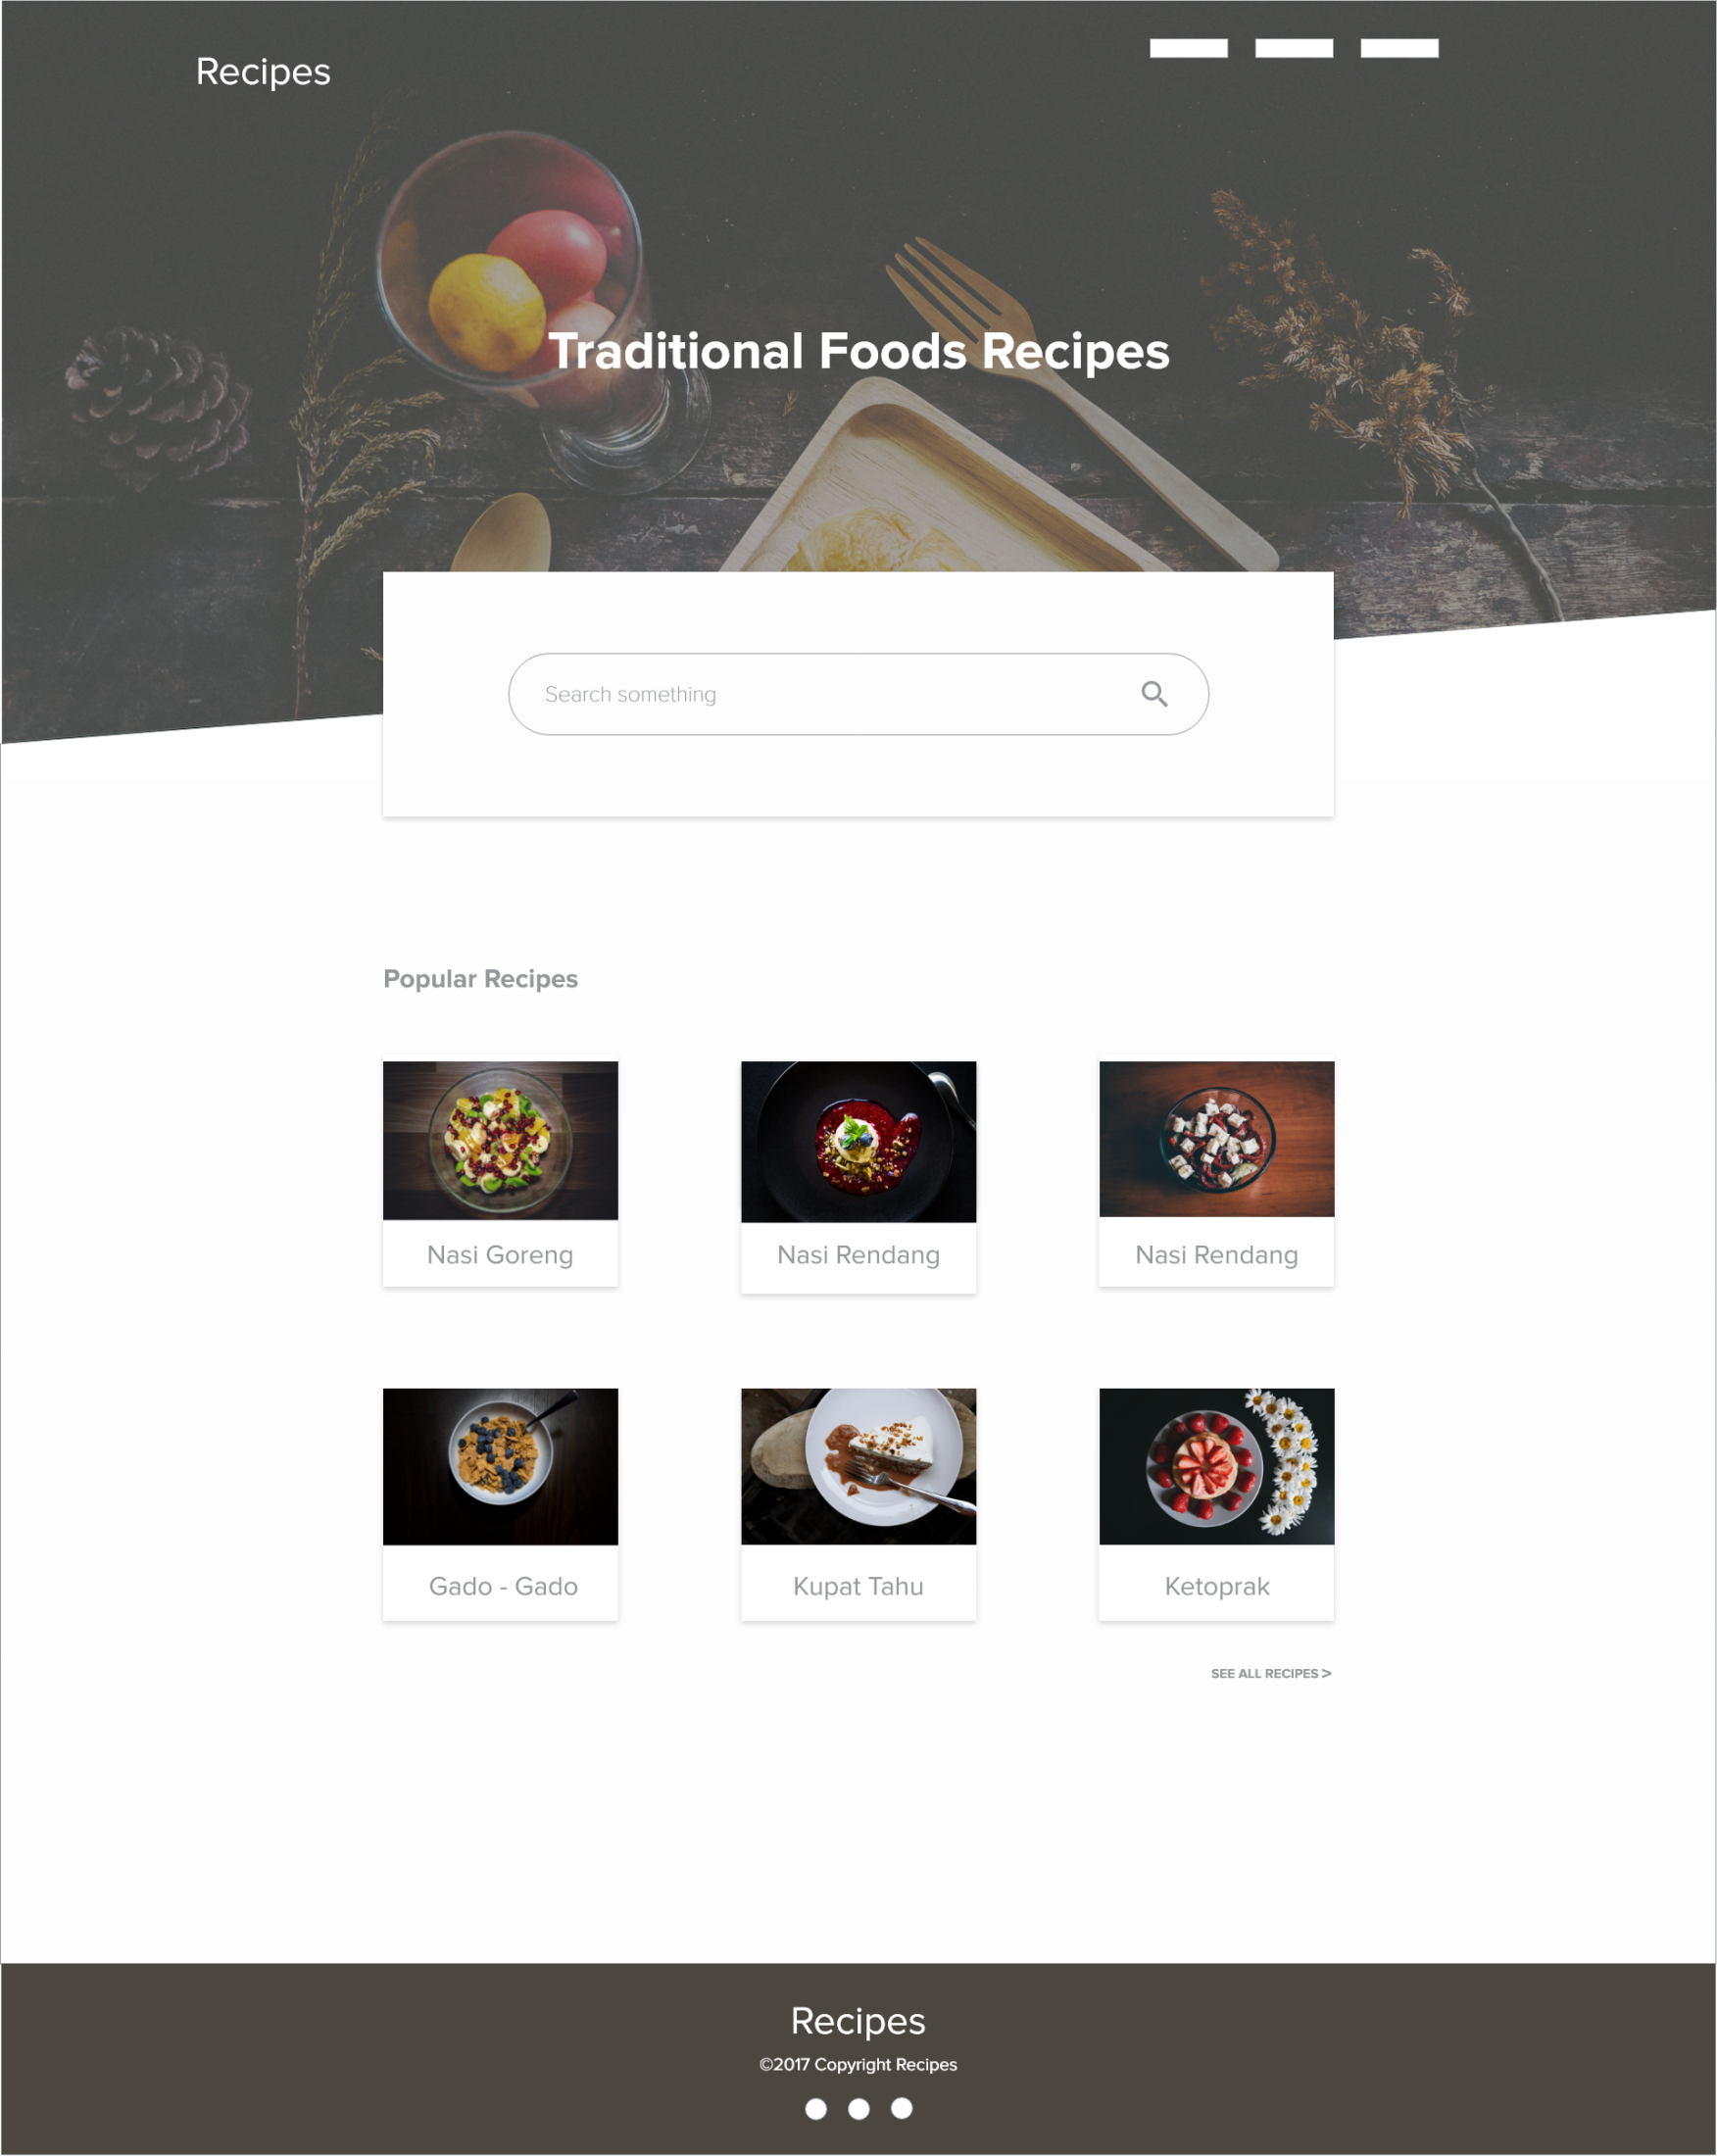 Recipes
Traditional Foods Recipes
Search something
Popular Recipes
Nasi Goreng
Nasi Rendang
Nasi Rendang
Gado - Gado
Kupat Tahu
Ketoprak
SEE ALL RECIPES >
Recipes
©2017 Copyright Recipes